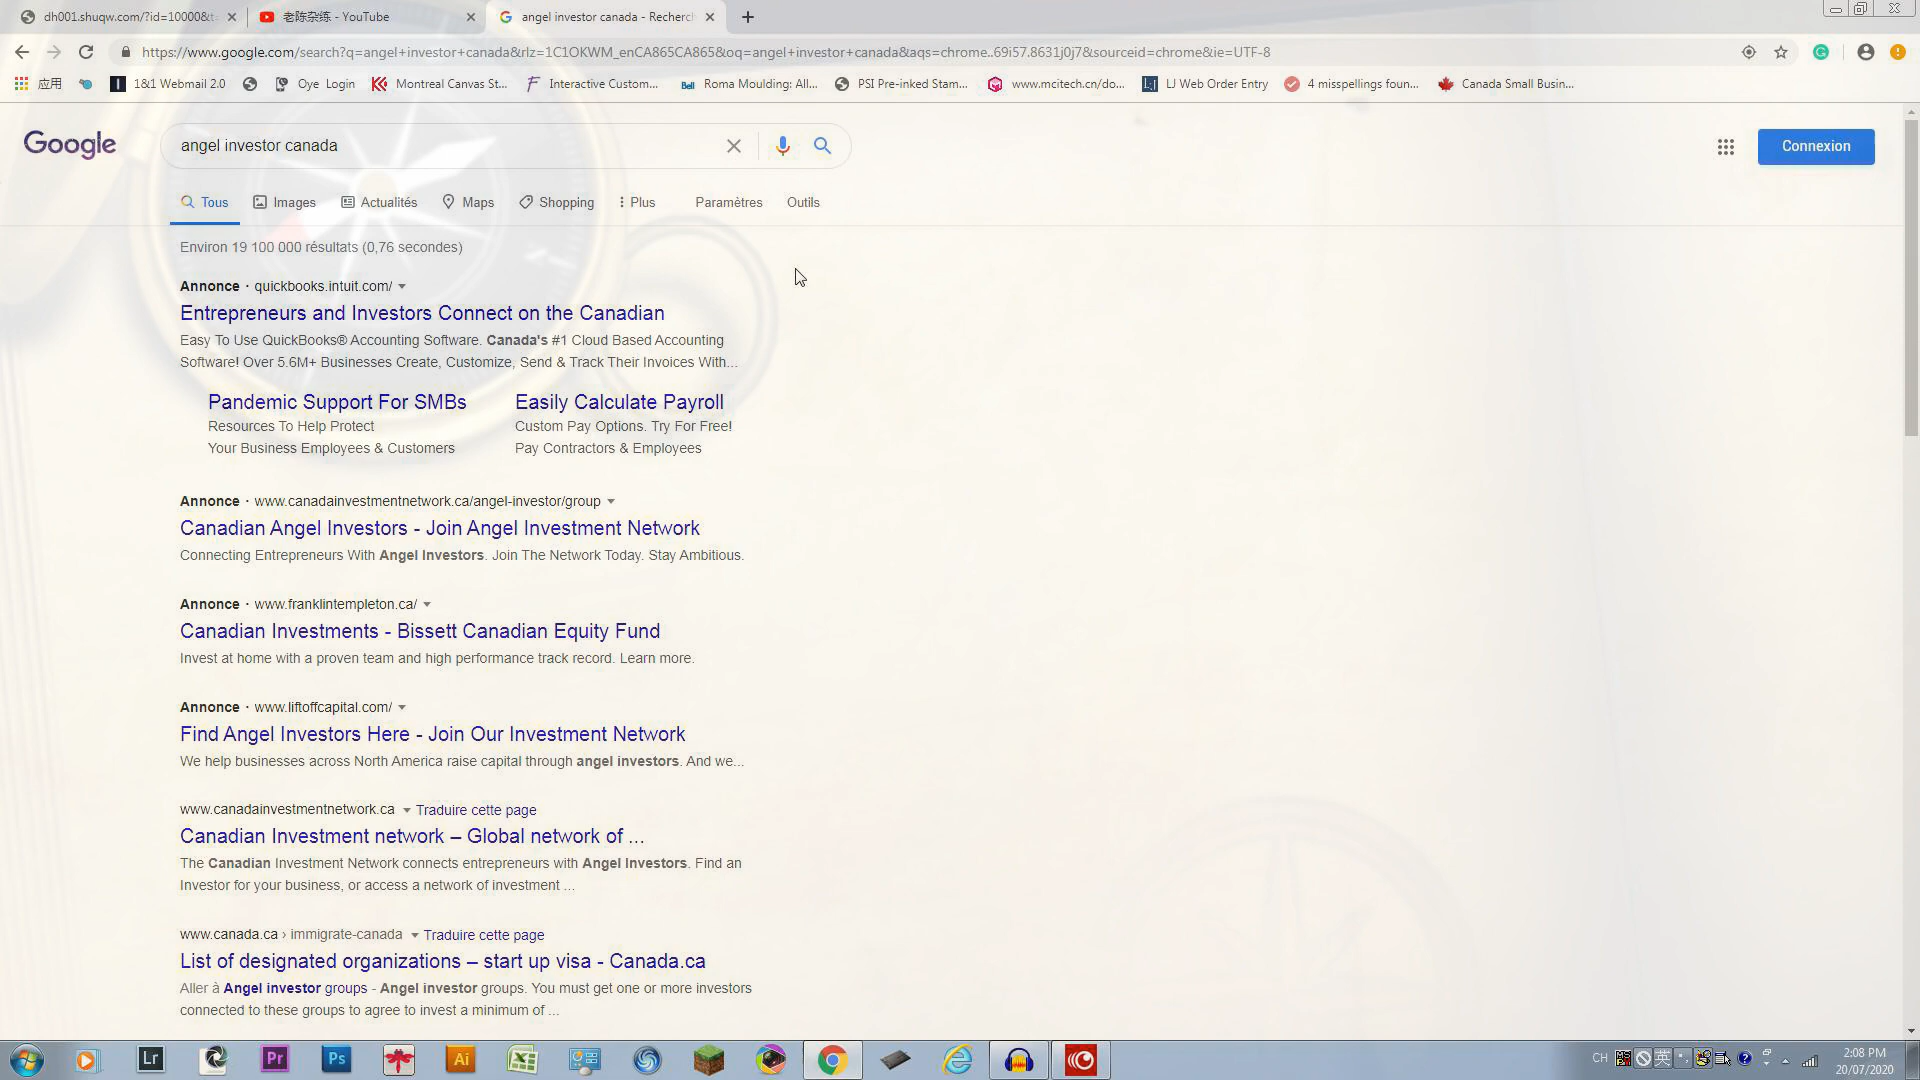 dh001.shuqw.com/?id=10000&t
老陈杂练 - YouTube
angel investor canada - Recherc
https://www.google.com/search?q=angel+investor+canada&rlz=1C1OKWM_enCA865CA865&oq=angel+investor+canada&aqs=chrome..69i57.8631j0j7&sourceid=chrome&ie=UTF-8
应用
1&1 Webmail 2.0
Oye Login
Montreal Canvas St...
Interactive Custom...
Bell
Roma Moulding: All...
PSI Pre-inked Stam...
www.mcitech.cn/do...
LJ Web Order Entry
4 misspellings foun...
Canada Small Busin...
Google
angel investor canada
Connexion
Tous
Images
Actualités
Maps
Shopping
Plus
Paramètres
Outils
Environ 19 100 000 résultats (0,76 secondes)
Annonce · quickbooks.intuit.com/
Entrepreneurs and Investors Connect on the Canadian
Easy To Use QuickBooks® Accounting Software. Canada's #1 Cloud Based Accounting
Software! Over 5.6M+ Businesses Create, Customize, Send & Track Their Invoices With...
Pandemic Support For SMBs
Resources To Help Protect
Your Business Employees & Customers
Easily Calculate Payroll
Custom Pay Options. Try For Free!
Pay Contractors & Employees
Annonce · www.canadainvestmentnetwork.ca/angel-investor/group
Canadian Angel Investors - Join Angel Investment Network
Connecting Entrepreneurs With Angel Investors. Join The Network Today. Stay Ambitious.
Annonce · www.franklintempleton.ca/
Canadian Investments - Bissett Canadian Equity Fund
Invest at home with a proven team and high performance track record. Learn more.
Annonce · www.liftoffcapital.com/
Find Angel Investors Here - Join Our Investment Network
We help businesses across North America raise capital through angel investors. And we...
www.canadainvestmentnetwork.ca Traduire cette page
Canadian Investment network – Global network of ...
The Canadian Investment Network connects entrepreneurs with Angel Investors. Find an
Investor for your business, or access a network of investment ...
www.canada.ca › immigrate-canada Traduire cette page
List of designated organizations – start up visa - Canada.ca
Aller à Angel investor groups - Angel investor groups. You must get one or more investors
connected to these groups to agree to invest a minimum of ...
Lr
Pr
Ps
Ai
CH
英
2:08 PM
20/07/2020